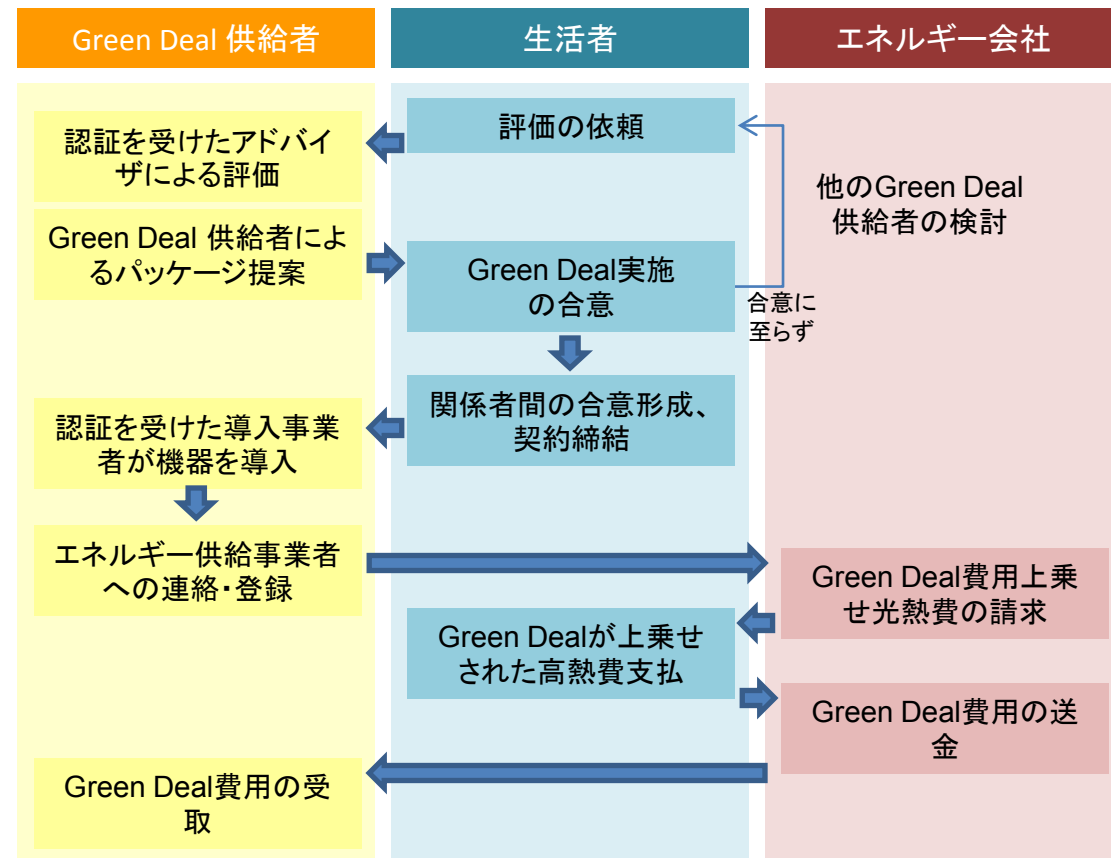 Green Deal 供給者
生活者
エネルギー会社
評価の依頼
認証を受けたアドバイ
ザによる評価
他のGreen Deal
供給者の検討
Green Deal 供給者によ
るパッケージ提案
Green Deal実施
の合意
合意に
至らず
関係者間の合意形成、
契約締結
認証を受けた導入事業
者が機器を導入
エネルギー供給事業者
への連絡・登録
Green Deal費用上乗
せ光熱費の請求
Green Dealが上乗せ
された高熱費支払
Green Deal費用の送
金
Green Deal費用の受
取